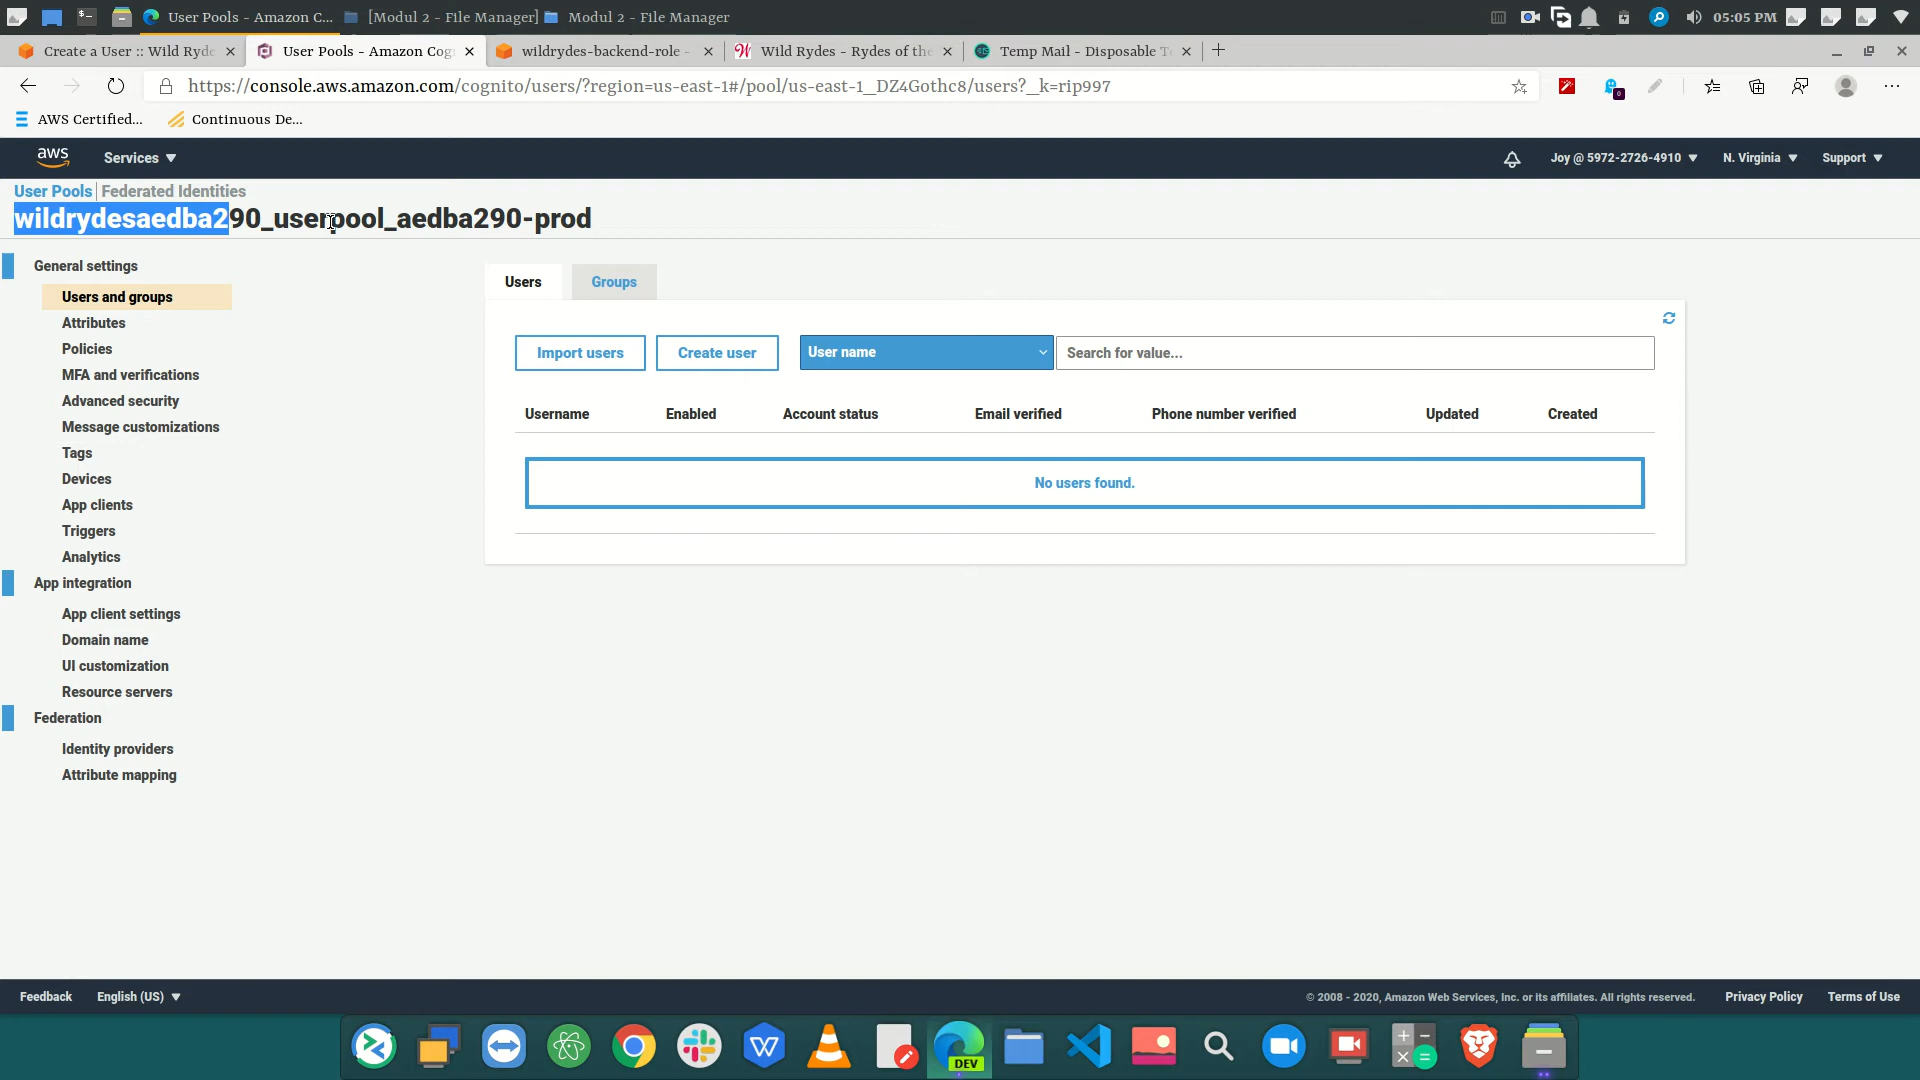 User Pools - Amazon C... [Modul 2 - File Manager] Modul 2 - File Manager 05:05 PM
Create a User :: Wild Ryde User Pools - Amazon Cog wildrydes-backend-role - Wild Rydes - Rydes of the Temp Mail - Disposable Te
https://console.aws.amazon.com/cognito/users/?region=us-east-1#/pool/us-east-1_DZ4Gothc8/users?_k=rip997
AWS Certified... Continuous De...
aws Services Joy @ 5972-2726-4910 N. Virginia Support
User Pools | Federated Identities
wildrydesaedba290_userpool_aedba290-prod
General settings
Users and groups
Attributes
Policies
MFA and verifications
Advanced security
Message customizations
Tags
Devices
App clients
Triggers
Analytics
App integration
App client settings
Domain name
UI customization
Resource servers
Federation
Identity providers
Attribute mapping
Users Groups
Import users Create user User name Search for value...
Username Enabled Account status Email verified Phone number verified Updated Created
No users found.
Feedback English (US) © 2008 - 2020, Amazon Web Services, Inc. or its affiliates. All rights reserved. Privacy Policy Terms of Use
DEV